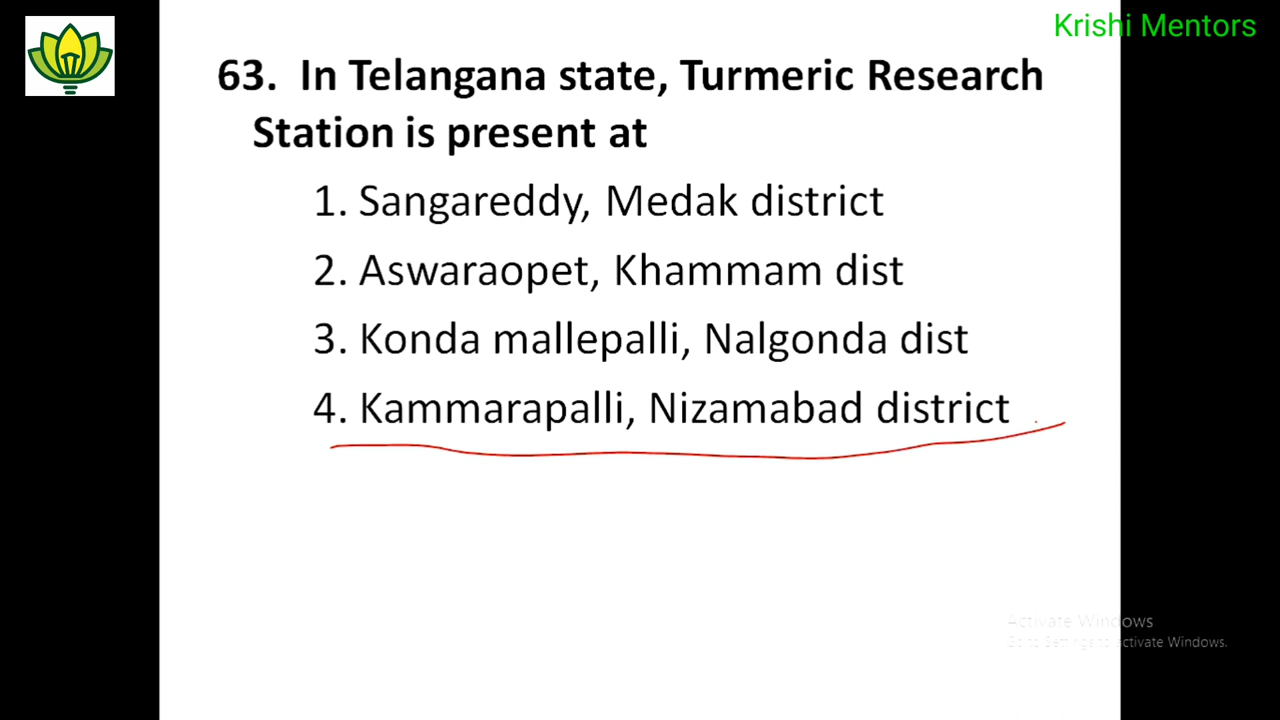 Krishi Mentors
63. In Telangana state, Turmeric Research
Station is present at
1. Sangareddy, Medak district
2. Aswaraopet, Khammam dist
3. Konda mallepalli, Nalgonda dist
4. Kammarapalli, Nizamabad district
Activate Windows
Go to Settings to activate Windows.